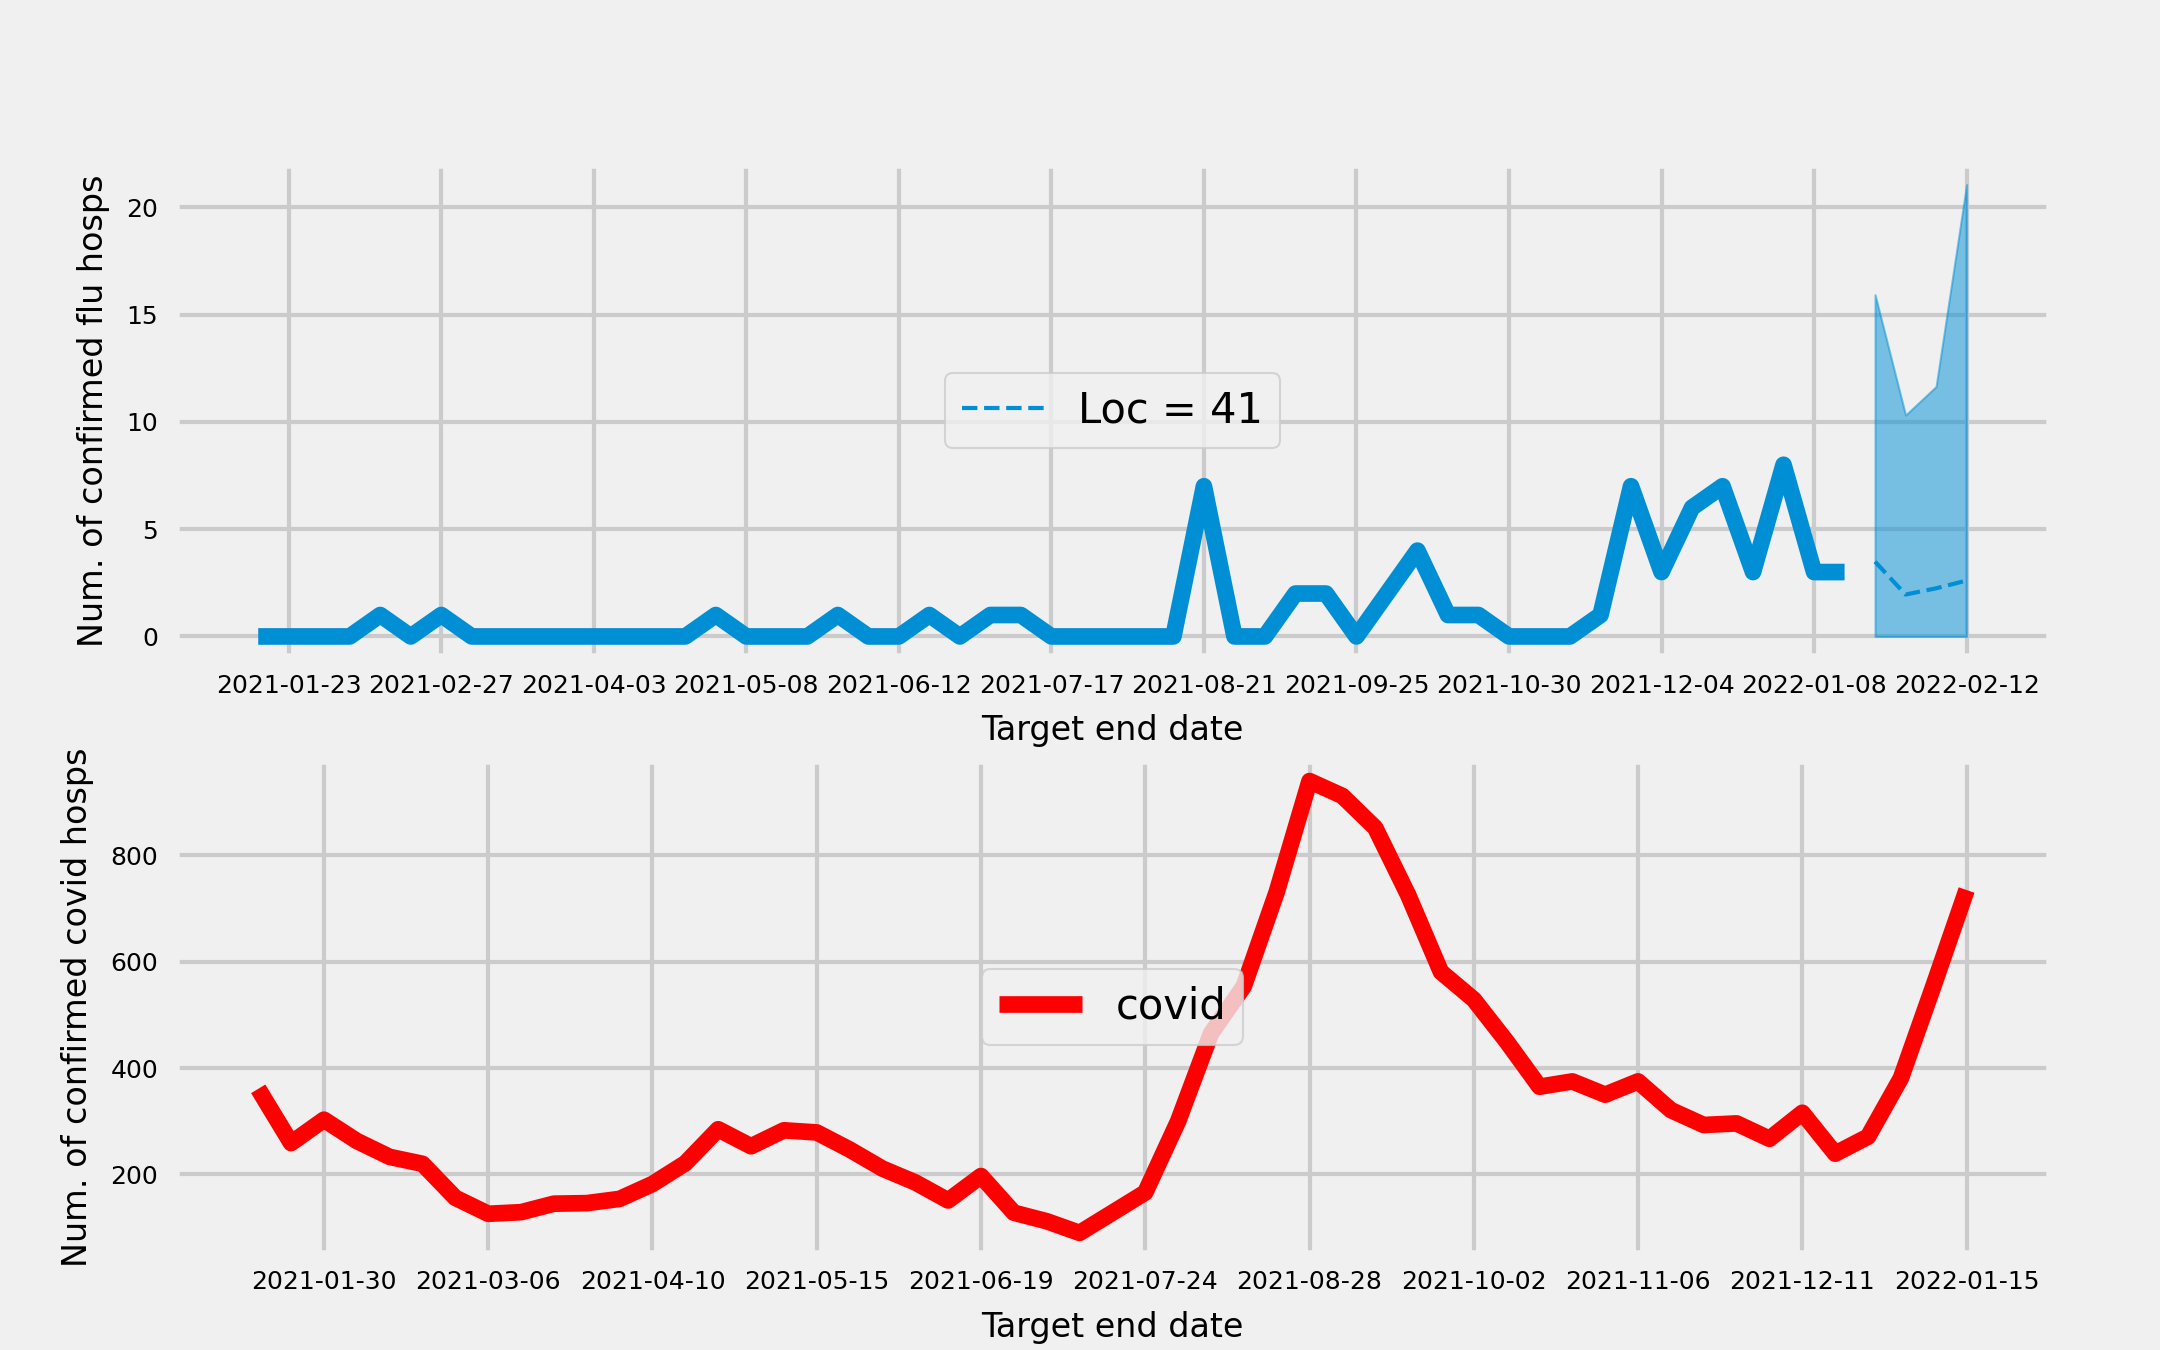 Num. of confirmed flu hosps
20
15
10
5
0
Loc = 41
2021-01-23 2021-02-27 2021-04-03 2021-05-08 2021-06-12 2021-07-17 2021-08-21 2021-09-25 2021-10-30 2021-12-04 2022-01-08 2022-02-12
Target end date
Num. of confirmed covid hosps
800
600
400
200
covid
2021-01-30 2021-03-06 2021-04-10 2021-05-15 2021-06-19 2021-07-24 2021-08-28 2021-10-02 2021-11-06 2021-12-11 2022-01-15
Target end date